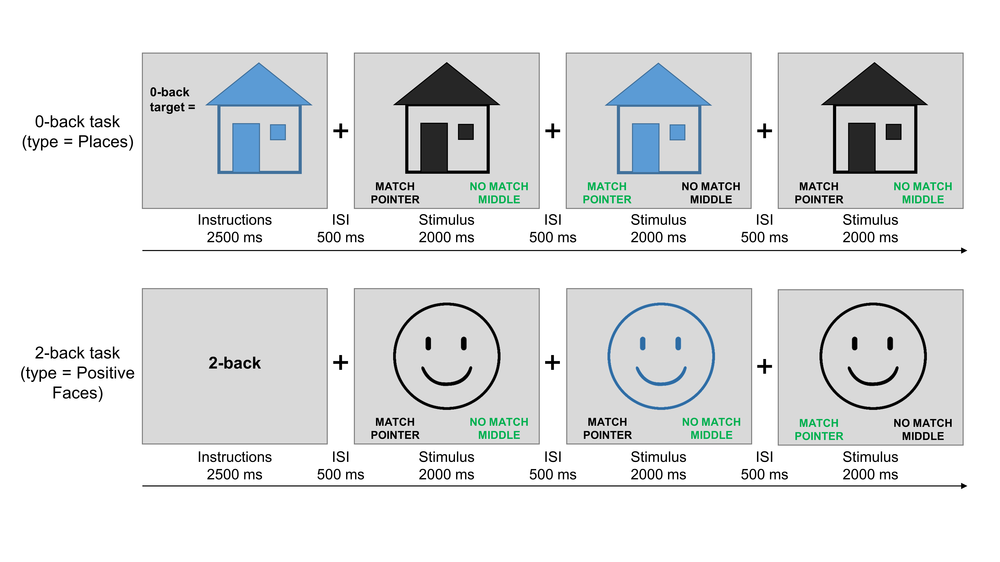 0-back task
(type = Places)
0-back
target =
+
MATCH
POINTER
NO MATCH
MIDDLE
+
MATCH
POINTER
NO MATCH
MIDDLE
+
MATCH
POINTER
NO MATCH
MIDDLE
Instructions
2500 ms
ISI
500 ms
Stimulus
2000 ms
ISI
500 ms
Stimulus
2000 ms
ISI
500 ms
Stimulus
2000 ms
2-back task
(type = Positive
Faces)
2-back
+
MATCH
POINTER
NO MATCH
MIDDLE
+
MATCH
POINTER
NO MATCH
MIDDLE
+
MATCH
POINTER
NO MATCH
MIDDLE
Instructions
2500 ms
ISI
500 ms
Stimulus
2000 ms
ISI
500 ms
Stimulus
2000 ms
ISI
500 ms
Stimulus
2000 ms